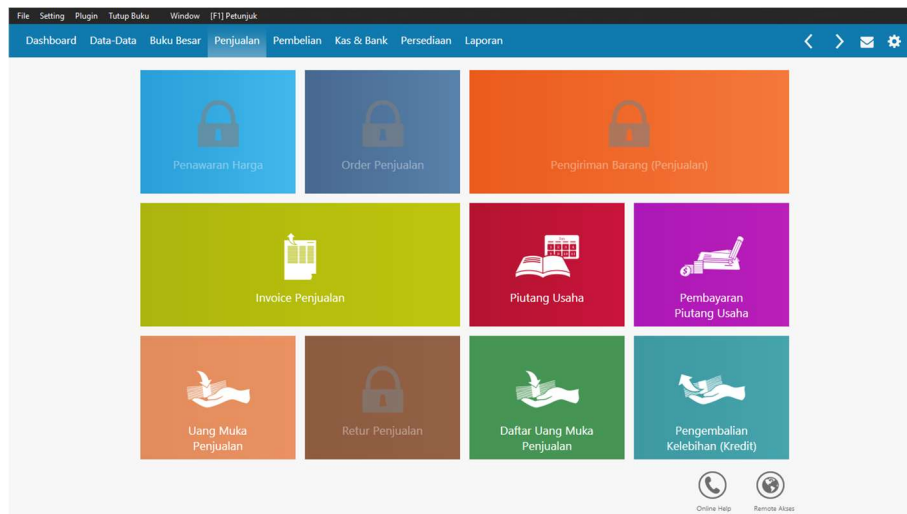 File Setting Plugin Tutup Buku Window [F1] Petunjuk
Dashboard Data-Data Buku Besar Penjualan Pembelian Kas & Bank Persediaan Laporan
Penawaran Harga Order Penjualan Pengiriman Barang (Penjualan)
Invoice Penjualan Piutang Usaha Pembayaran
Piutang Usaha
Uang Muka
Penjualan
Retur Penjualan
Daftar Uang Muka
Penjualan
Pengembalian
Kelebihan (Kredit)
Online Help Remote Akses